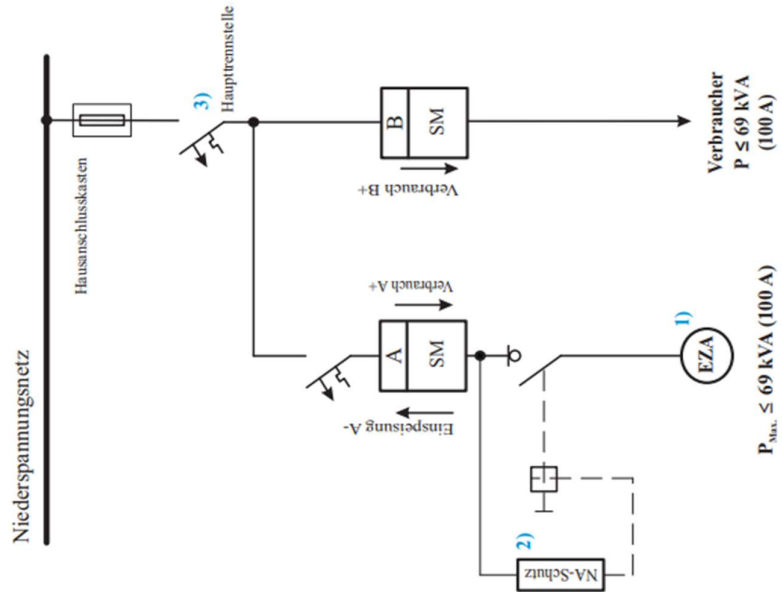 Niederspannungsnetz
Hausanschlusskasten
3)
Haupttrennstelle
A
SM
Einspeisung A-
Verbrauch A+
B
SM
Verbrauch B+
2)
NA-Schutz
1)
EZA
P Max. ≤ 69 kVA (100 A)
Verbraucher
P ≤ 69 kVA
(100 A)